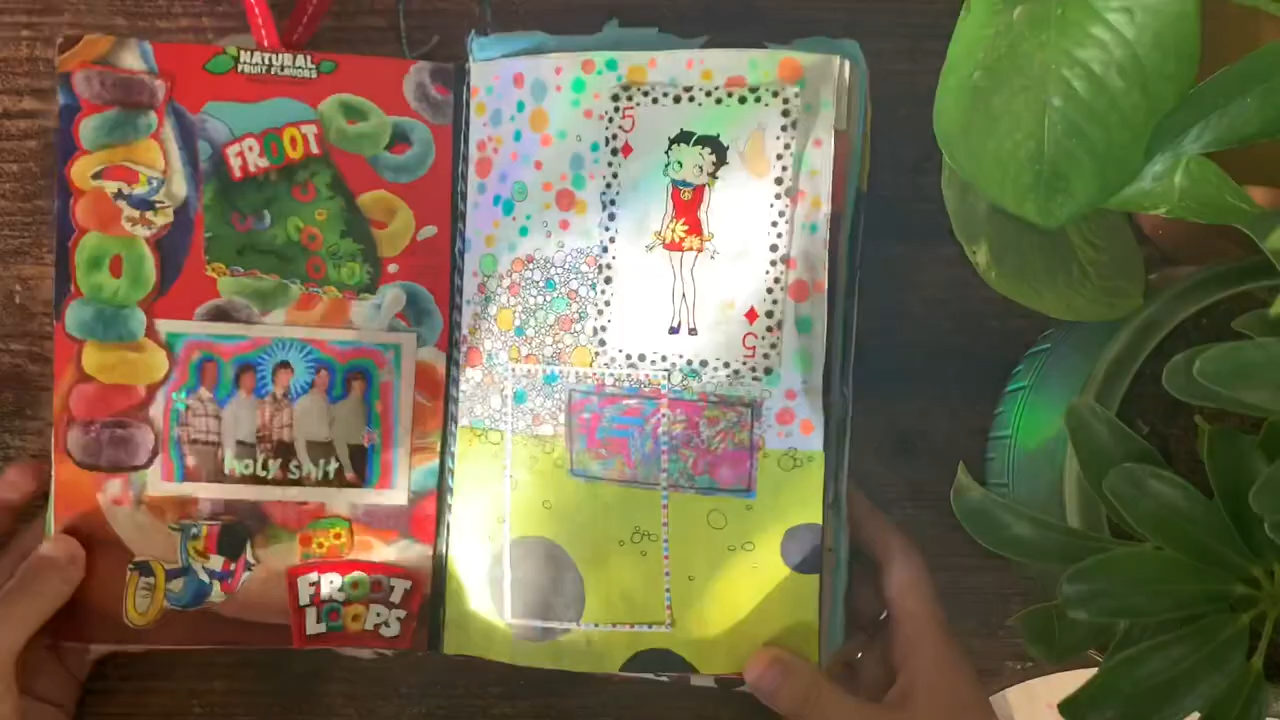 NATURAL
FRUIT FLAVORS
FROOT
holy shit
FROOT
LOOPS
5
5